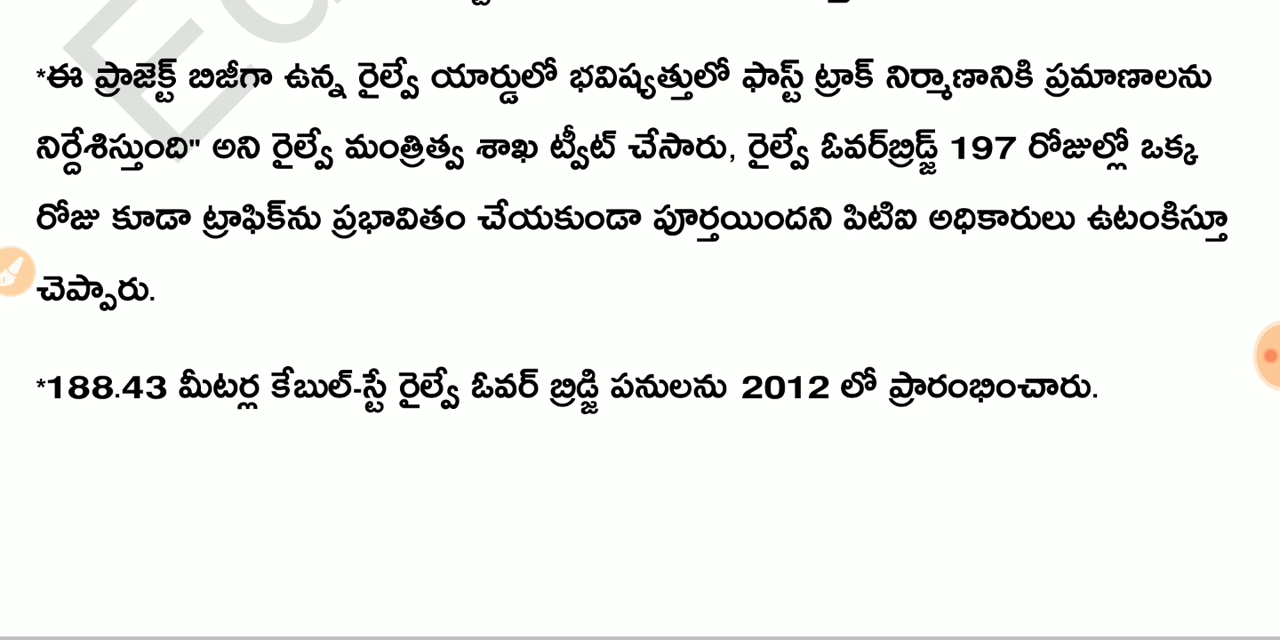 *ఈ ప్రాజెక్ట్ బిజీగా ఉన్న రైల్వే యార్డులో భవిష్యత్తులో ఫాస్ట్ ట్రాక్ నిర్మాణానికి ప్రమాణాలను
నిర్దేశిస్తుంది" అని రైల్వే మంత్రిత్వ శాఖ ట్వీట్ చేసారు, రైల్వే ఓవర్‌బ్రిడ్జ్ 197 రోజుల్లో ఒక్క
రోజు కూడా ట్రాఫిక్‌ను ప్రభావితం చేయకుండా పూర్తయిందని పిటిఐ అధికారులు ఉటంకిస్తూ
చెప్పారు.
*188.43 మీటర్ల కేబుల్-స్టే రైల్వే ఓవర్ బ్రిడ్జి పనులను 2012 లో ప్రారంభించారు.